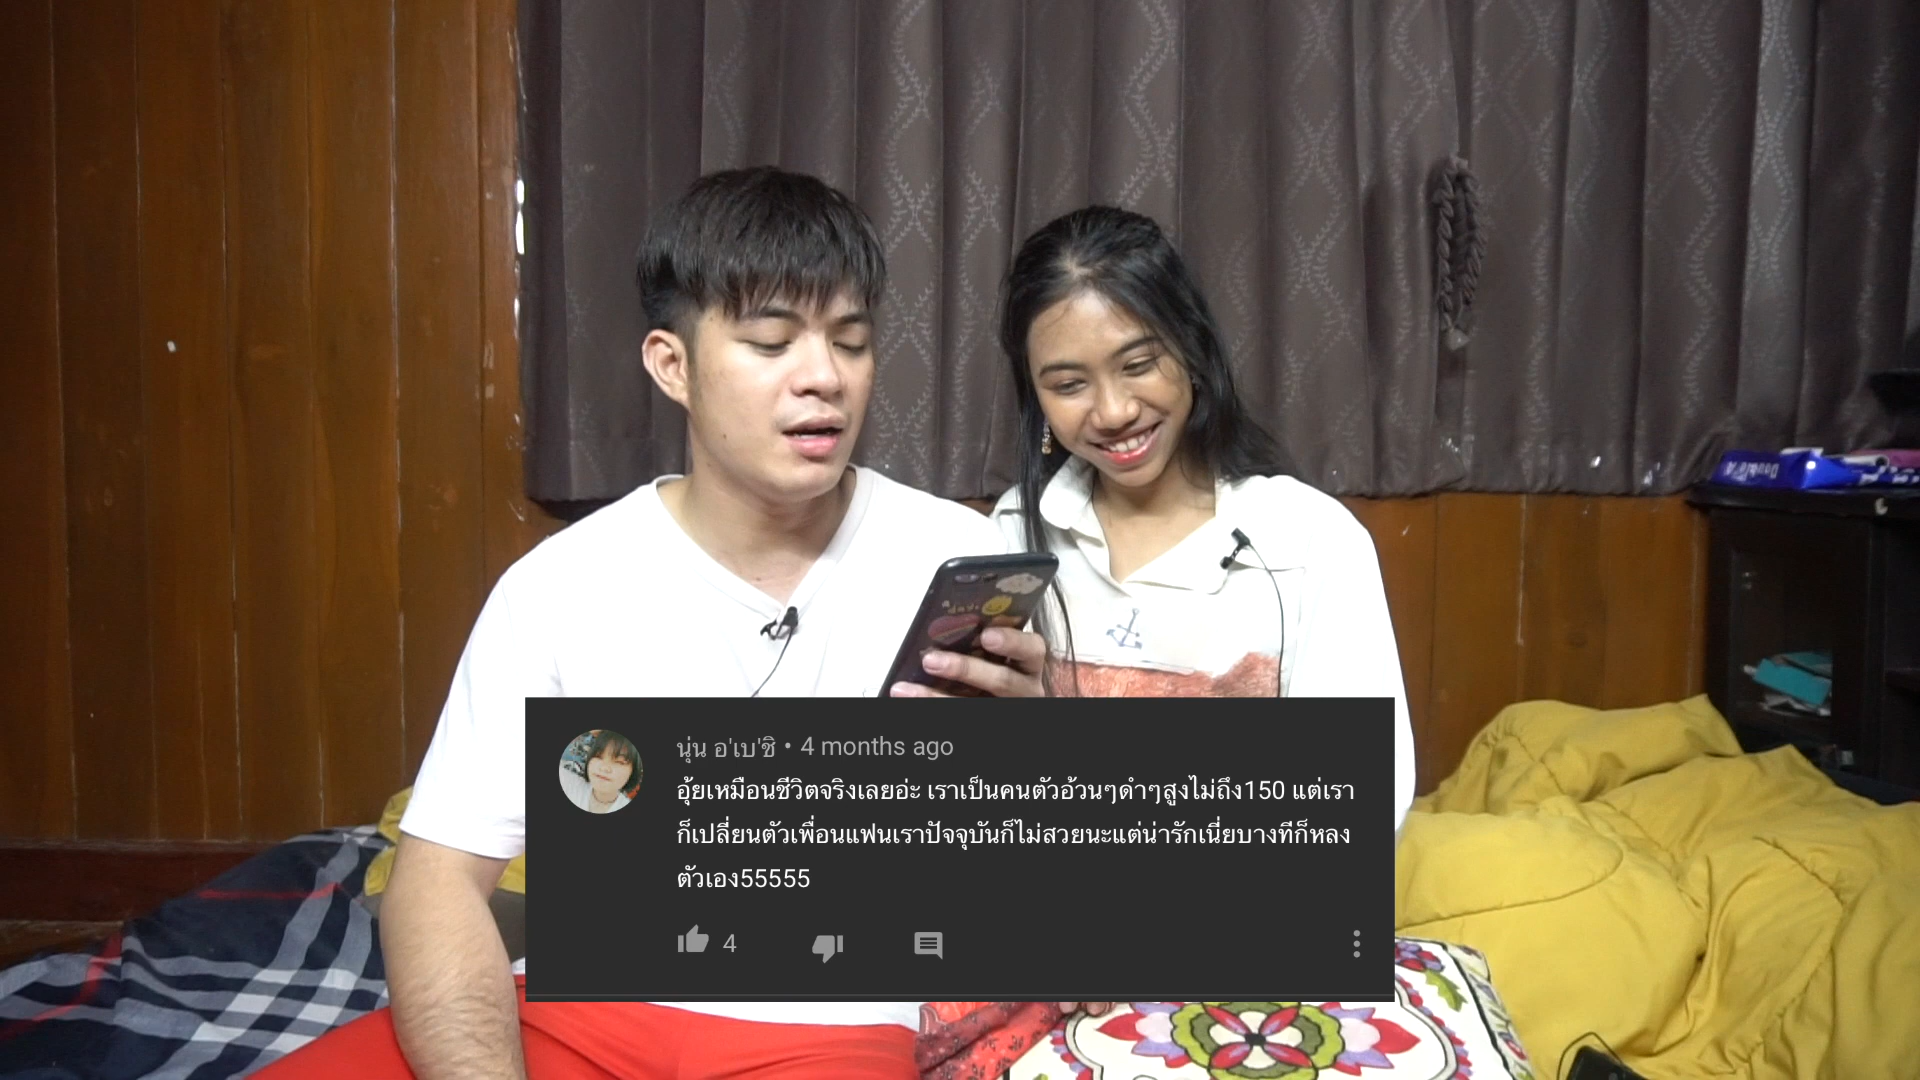 Double A
a
day.
นุ่น อ'เบ'ซิ • 4 months ago
อุ้ยเหมือนชีวิตจริงเลยอ่ะ เราเป็นคนตัวอ้วนๆดำๆสูงไม่ถึง150 แต่เรา
ก็เปลี่ยนตัวเพื่อนแฟนเราปัจจุบันก็ไม่สวยนะแต่น่ารักเนี่ยบางทีก็หลง
ตัวเอง55555
4